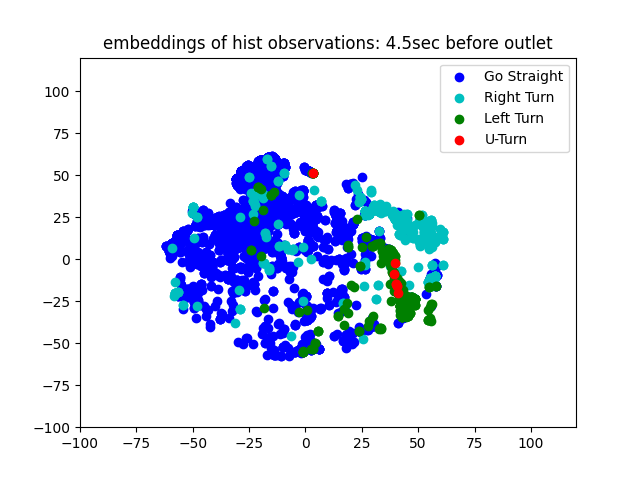 embeddings of hist observations: 4.5sec before outlet
Go Straight
Right Turn
Left Turn
U-Turn
100
75
50
25
0
−25
−50
−75
−100
−100 −75 −50 −25 0 25 50 75 100